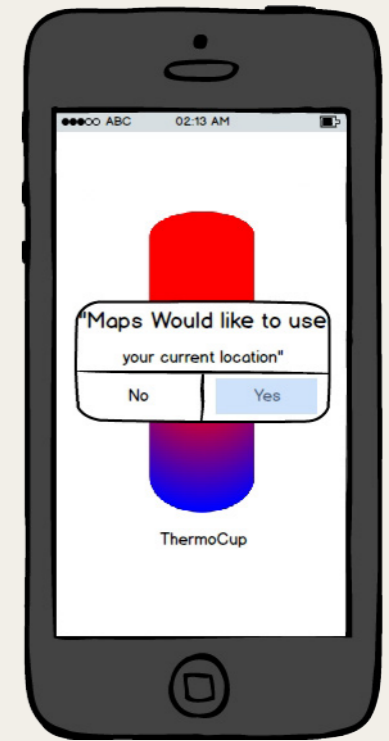 ABC 02:13 AM
"Maps Would like to use
your current location"
No Yes
ThermoCup